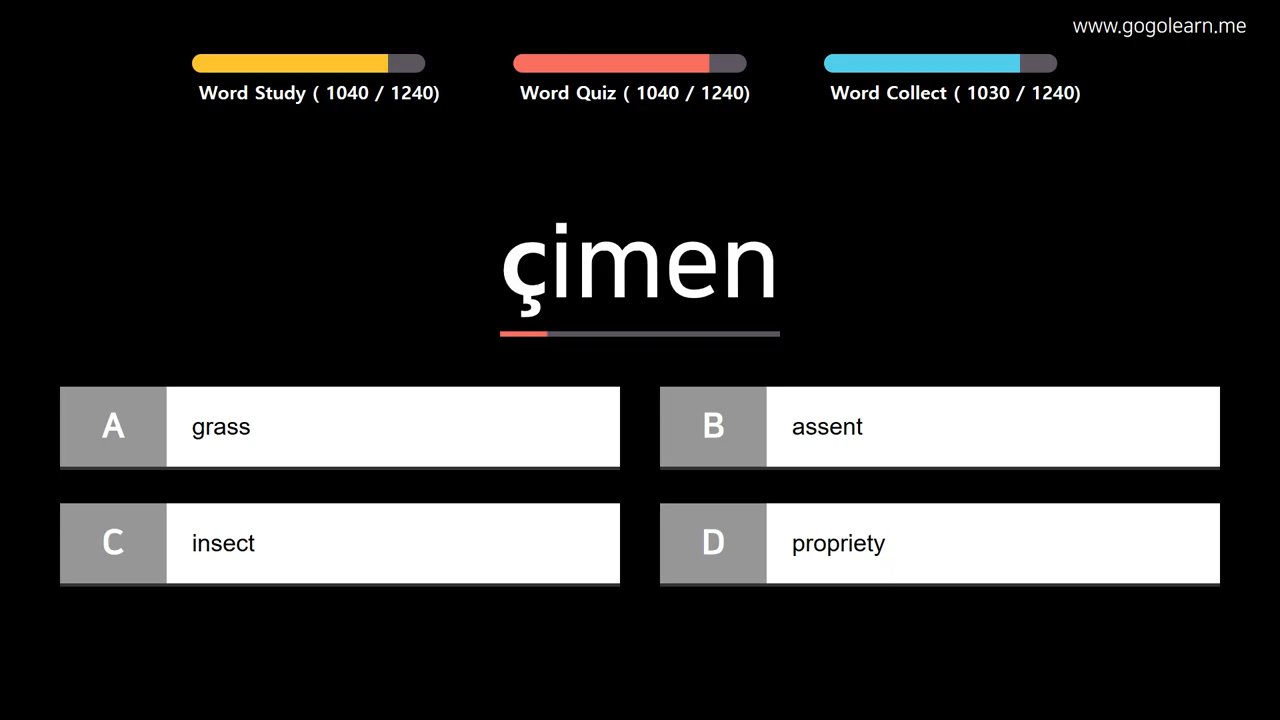 www.gogolearn.me
Word Study ( 1040 / 1240)
Word Quiz ( 1040 / 1240)
Word Collect ( 1030 / 1240)
çimen
A grass
B assent
C insect
D propriety